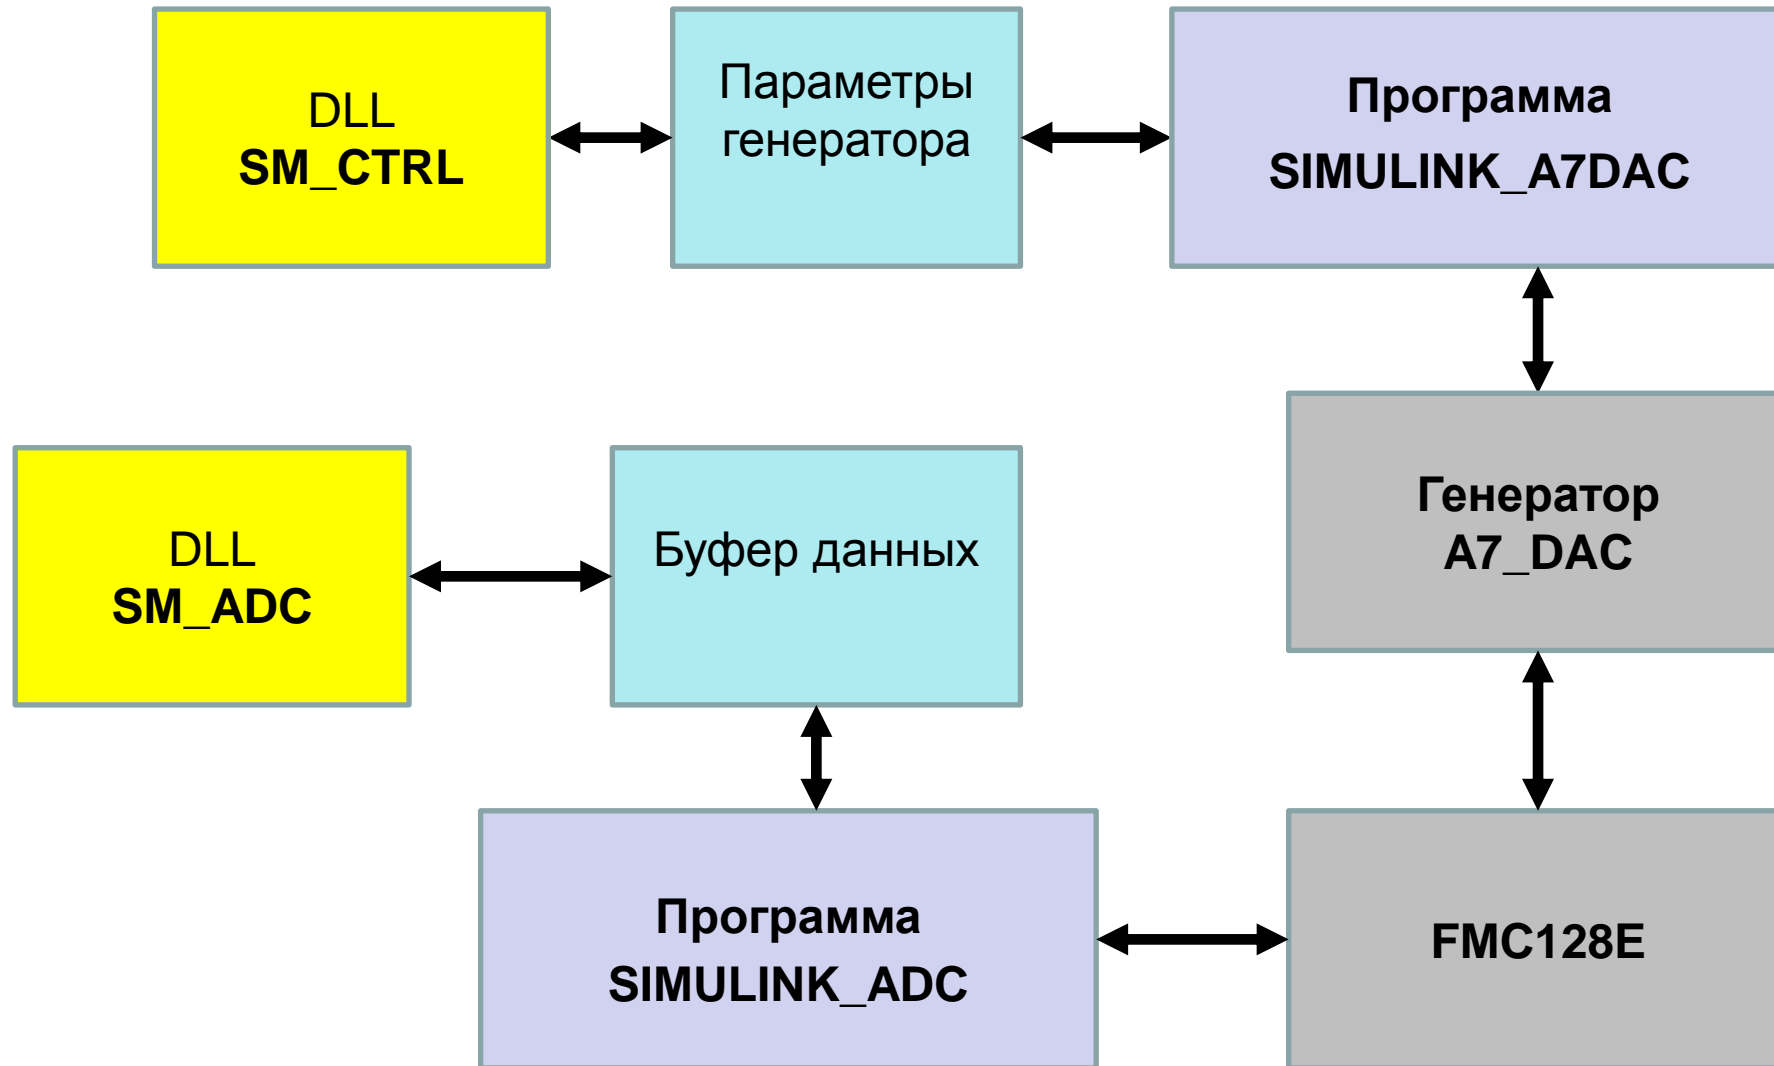 DLL
SM_CTRL
Параметры
генератора
Программа
SIMULINK_A7DAC
DLL
SM_ADC
Буфер данных
Генератор
A7_DAC
Программа
SIMULINK_ADC
FMC128E